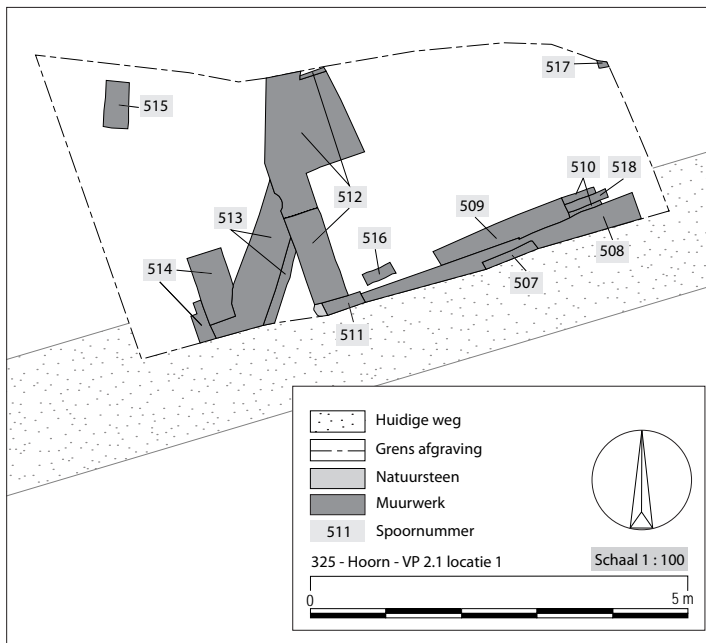 517
515
510
518
512
509
513
516
514
508
507
511
Huidige weg
Grens afgraving
Natuursteen
Muurwerk
511 Spoornummer
325 - Hoorn - VP 2.1 locatie 1 Schaal 1 : 100
0 5 m